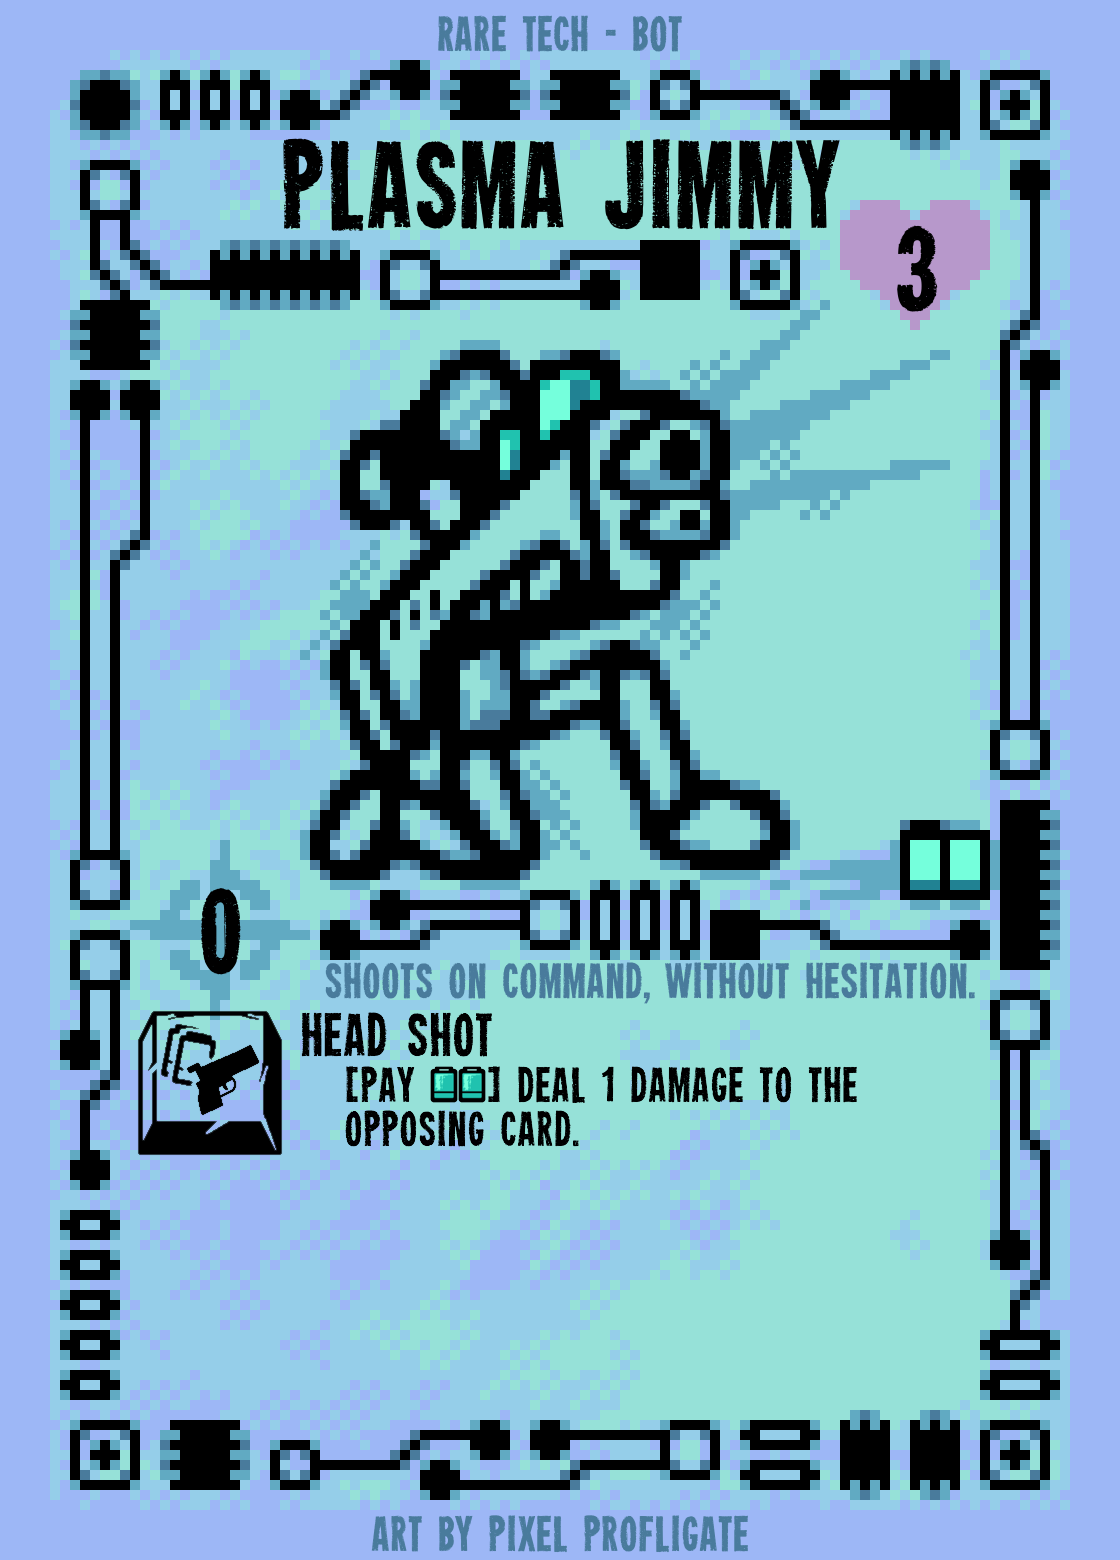 RARE TECH - BOT
PLASMA JIMMY
3
0
SHOOTS ON COMMAND, WITHOUT HESITATION.
HEAD SHOT
[PAY ] DEAL 1 DAMAGE TO THE
OPPOSING CARD.
ART BY PIXEL PROFLIGATE